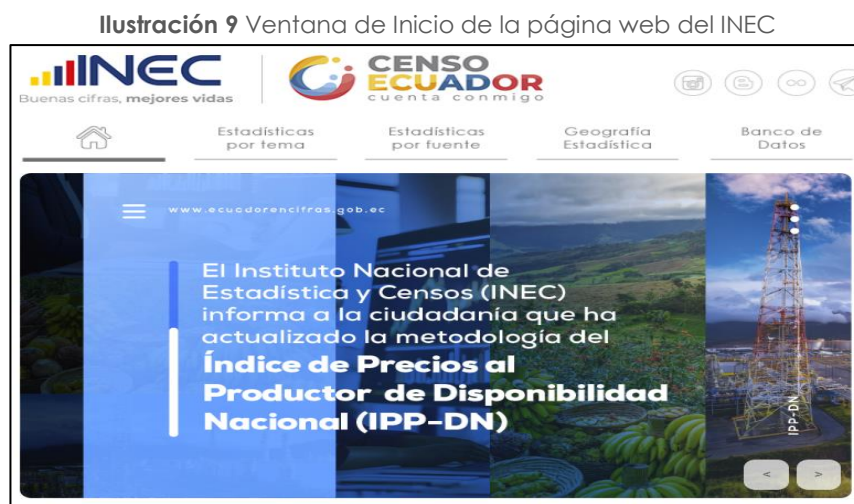 Ilustración 9 Ventana de Inicio de la página web del INEC
INEC
Buenas cifras, mejores vidas
CENSO
ECUADOR
cuenta conmigo
Estadísticas
por tema
Estadísticas
por fuente
Geografía
Estadística
Banco de
Datos
www.ecucdorencifras.gob.ec
El Instituto Nacional de
Estadística y Censos (INEC)
informa a la ciudadanía que ha
actualizado la metodología del
Índice de Precios al
Productor de Disponibilidad
Nacional (IPP-DN)
IPP-DN
< >